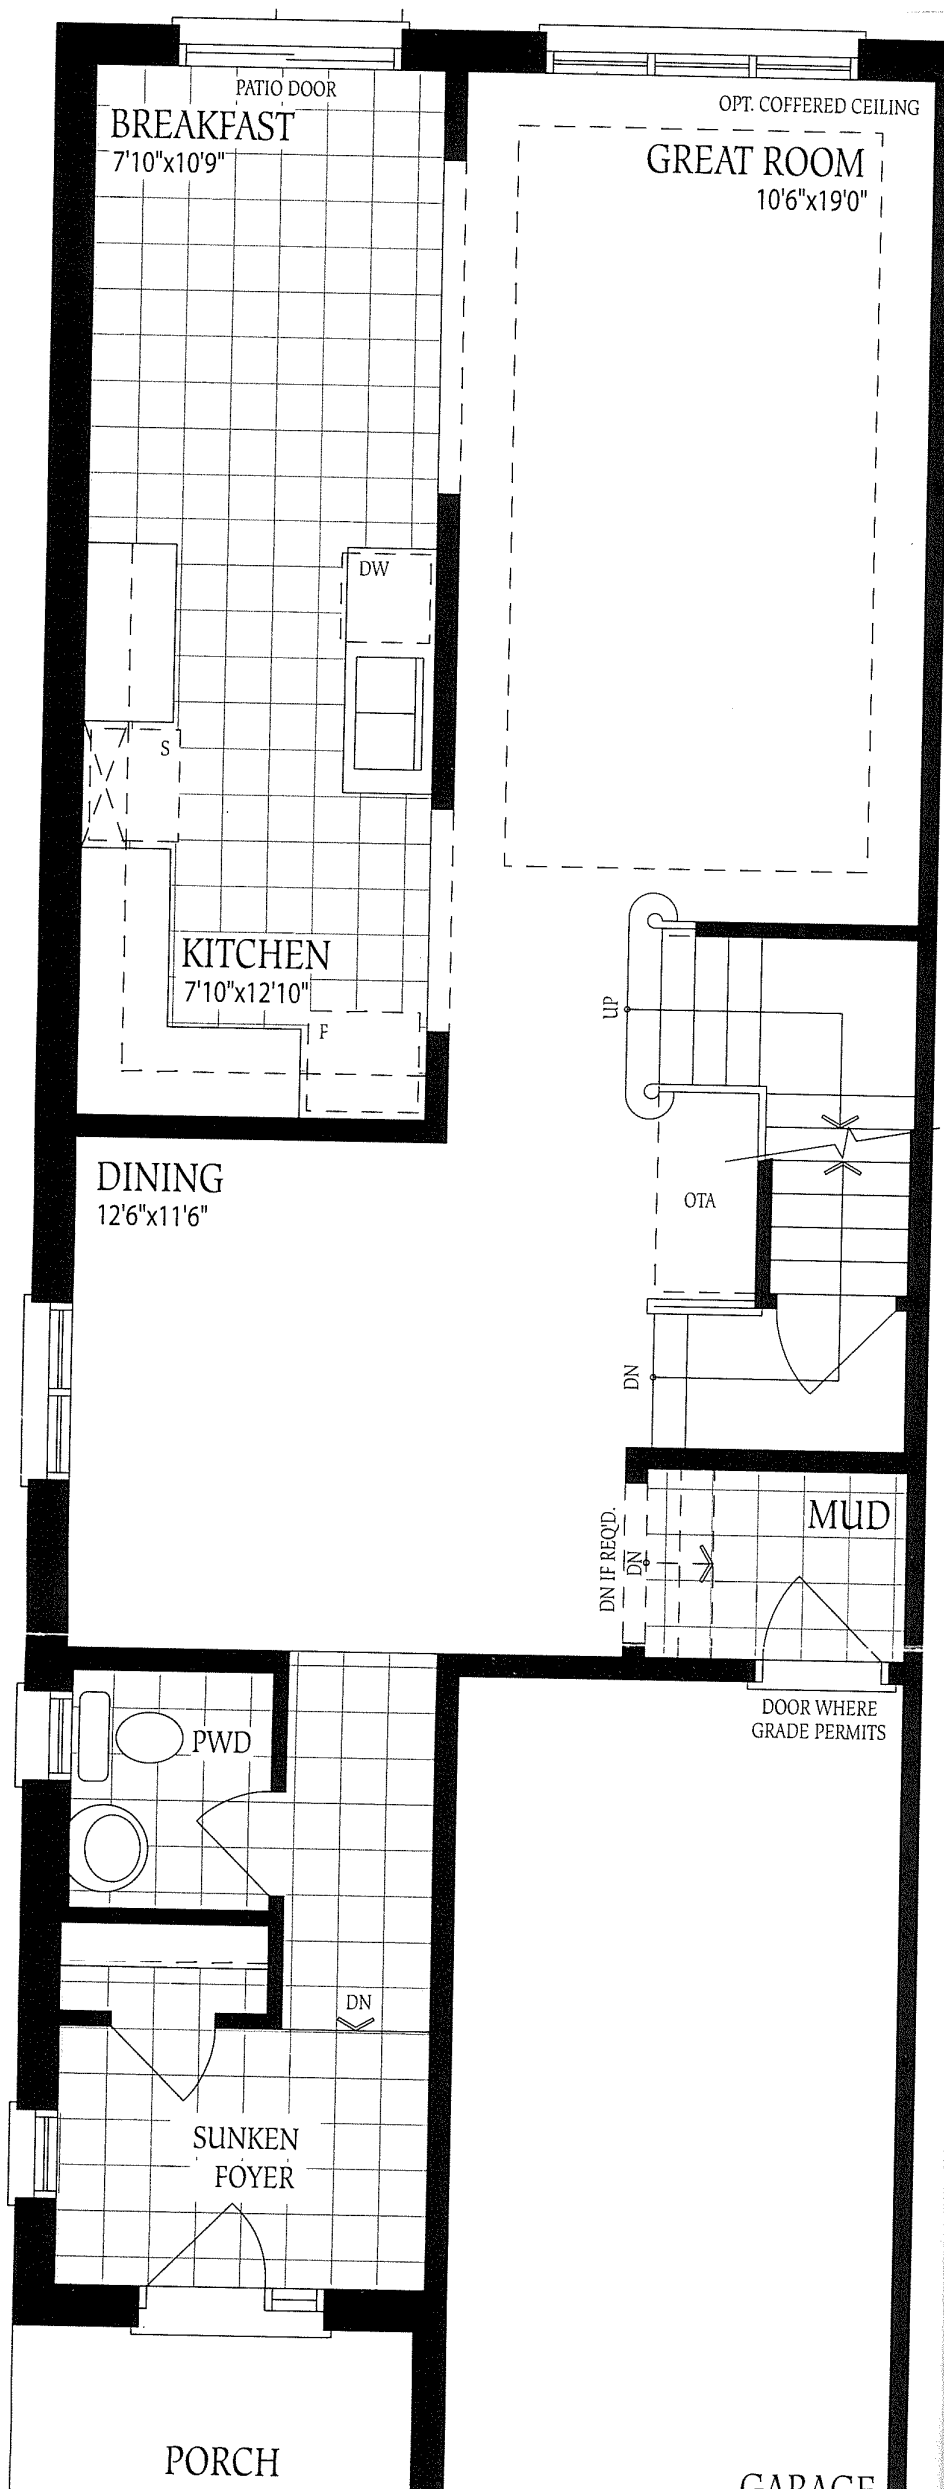 PATIO DOOR
BREAKFAST
7'10"x10'9"
OPT. COFFERED CEILING
GREAT ROOM
10'6"x19'0"
DW
S
KITCHEN
7'10"x12'10"
F
UP
DINING
12'6"x11'6"
OTA
DN
MUD
DN IF REQ'D.
DN
DOOR WHERE
GRADE PERMITS
PWD
DN
SUNKEN
FOYER
PORCH
GARAGE